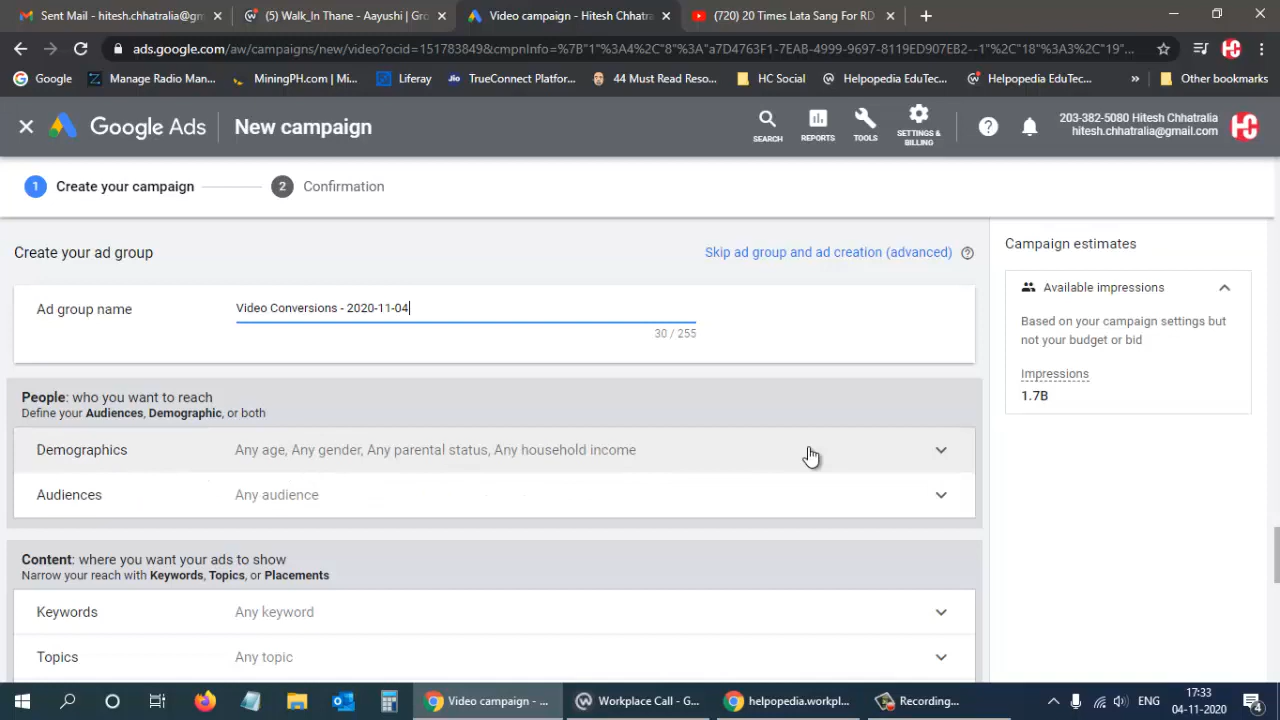 Sent Mail - hitesh.chhatralia@gm
(5) Walk_In Thane - Aayushi | Gro
Video campaign - Hitesh Chhatra
(720) 20 Times Lata Sang For RD
ads.google.com/aw/campaigns/new/video?ocid=151783849&cmpnInfo=%7B"1"%3A4%2C"8"%3A"a7D4763F1-7EAB-4999-9697-8119ED907EB2--1"%2C"18"%3A3%2C"19"...
Google
Manage Radio Man...
MiningPH.com | Mi...
Liferay
TrueConnect Platfor...
44 Must Read Reso...
HC Social
Helpopedia EduTec...
Helpopedia EduTec...
»
Other bookmarks
Google Ads
New campaign
SEARCH
REPORTS
TOOLS
SETTINGS &
BILLING
203-382-5080 Hitesh Chhatralia
hitesh.chhatralia@gmail.com
1 Create your campaign
2 Confirmation
Create your ad group
Skip ad group and ad creation (advanced)
Ad group name
Video Conversions - 2020-11-04
30 / 255
People: who you want to reach
Define your Audiences, Demographic, or both
Demographics
Any age, Any gender, Any parental status, Any household income
Audiences
Any audience
Content: where you want your ads to show
Narrow your reach with Keywords, Topics, or Placements
Keywords
Any keyword
Topics
Any topic
Campaign estimates
Available impressions
Based on your campaign settings but
not your budget or bid
Impressions
1.7B
Video campaign - ...
Workplace Call - G...
helpopedia.workpl...
Recording...
ENG
17:33
04-11-2020
4